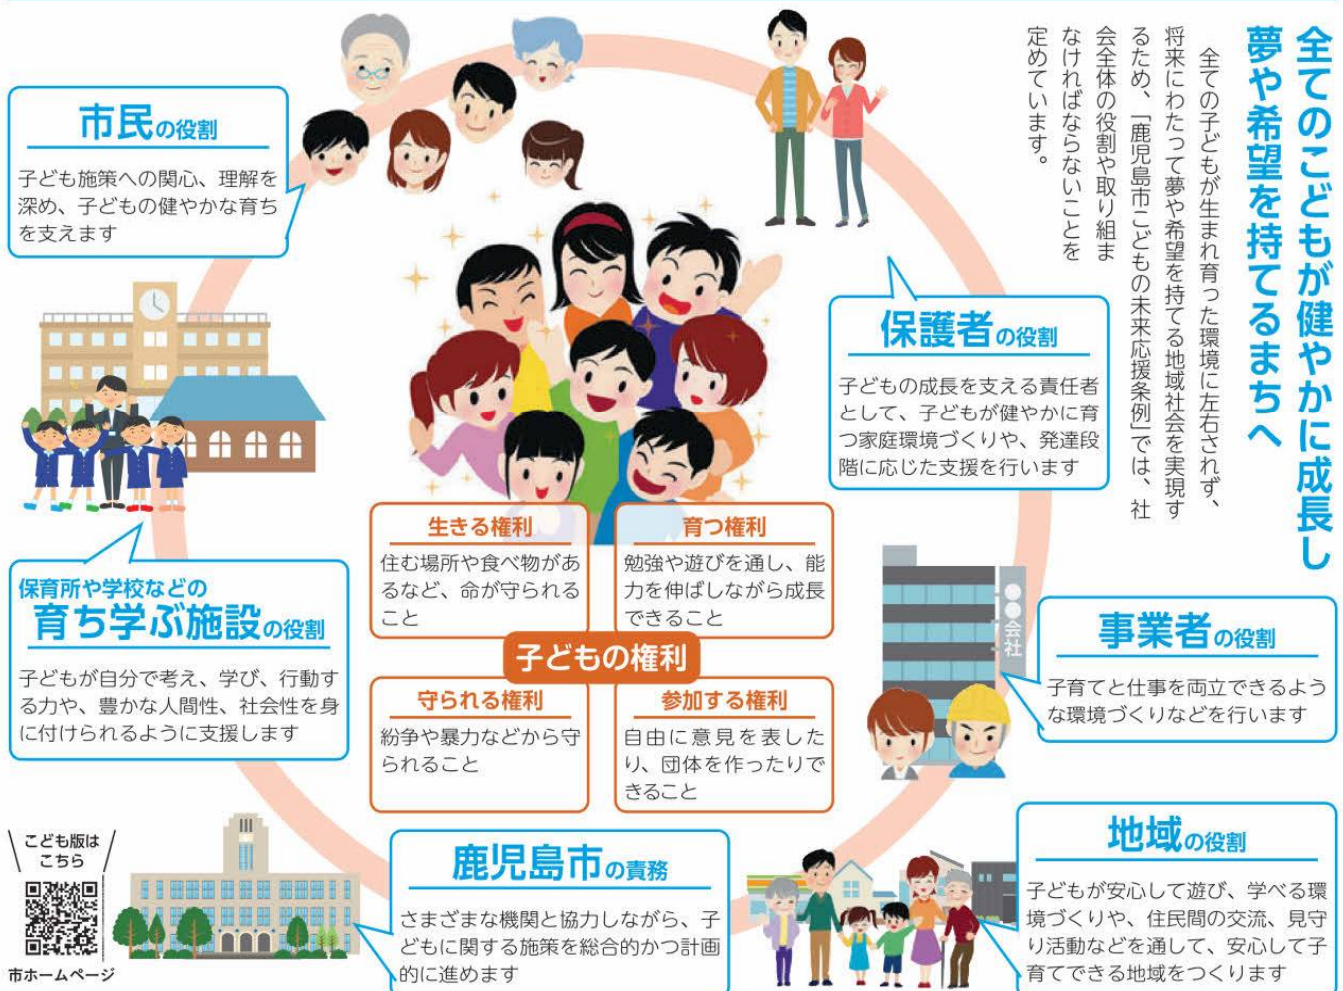 全てのこどもが健やかに成長し
夢や希望を持てるまちへ
全ての子どもが生まれ育った環境に左右されず、
将来にわたって夢や希望を持てる地域社会を実現す
るため、「鹿児島市こどもの未来応援条例」では、社
会全体の役割や取り組ま
なければならないことを
定めています。
市民の役割
子ども施策への関心、理解を
深め、子どもの健やかな育ち
を支えます
保護者の役割
子どもの成長を支える責任者
として、子どもが健やかに育
つ家庭環境づくりや、発達段
階に応じた支援を行います
保育所や学校などの
育ち学ぶ施設の役割
子どもが自分で考え、学び、行動す
る力や、豊かな人間性、社会性を身
に付けられるように支援します
生きる権利
住む場所や食べ物があ
るなど、命が守られる
こと
育つ権利
勉強や遊びを通し、能
力を伸ばしながら成長
できること
子どもの権利
守られる権利
紛争や暴力などから守
られること
参加する権利
自由に意見を表した
り、団体を作ったりで
きること
●●会社
事業者の役割
子育てと仕事を両立できるよう
な環境づくりなどを行います
こども版は
こちら
市ホームページ
鹿児島市の責務
さまざまな機関と協力しながら、子
どもに関する施策を総合的かつ計画
的に進めます
地域の役割
子どもが安心して遊び、学べる環
境づくりや、住民間の交流、見守
り活動などを通して、安心して子
育てできる地域をつくります